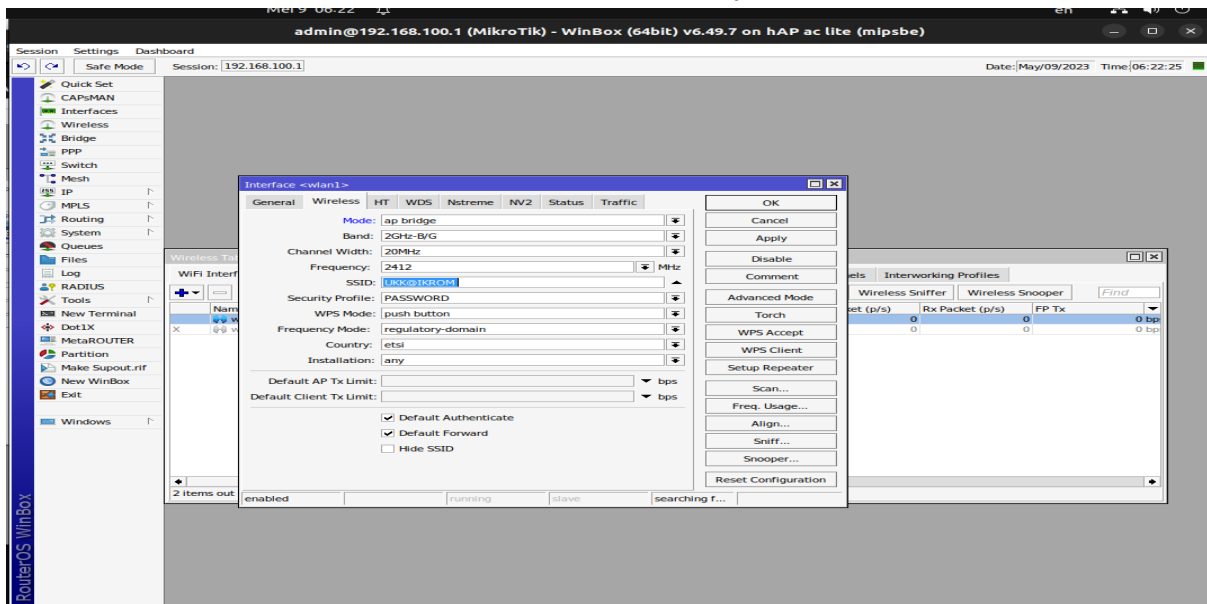 Mei 9 06:22 en
admin@192.168.100.1 (MikroTik) - WinBox (64bit) v6.49.7 on hAP ac lite (mipsbe)
Session Settings Dashboard
Safe Mode Session: 192.168.100.1 Date: May/09/2023 Time: 06:22:25
Quick Set
CAPsMAN
Interfaces
Wireless
Bridge
PPP
Switch
Mesh
IP
MPLS
Routing
System
Queues
Files
Log
RADIUS
Tools
New Terminal
Dot1X
MetaROUTER
Partition
Make Supout.rif
New WinBox
Exit
Windows
RouterOS WinBox
Wireless Tab
WiFi Interf
Nam
X
2 items out
Interface <wlan1>
General Wireless HT WDS Nstreme NV2 Status Traffic
Mode: ap bridge
Band: 2GHz-B/G
Channel Width: 20MHz
Frequency: 2412 MHz
SSID: UKK@IKROM
Security Profile: PASSWORD
WPS Mode: push button
Frequency Mode: regulatory-domain
Country: etsi
Installation: any
Default AP Tx Limit: bps
Default Client Tx Limit: bps
Default Authenticate
Default Forward
Hide SSID
enabled running slave searching f...
OK
Cancel
Apply
Disable
Comment
Advanced Mode
Torch
WPS Accept
WPS Client
Setup Repeater
Scan...
Freq. Usage...
Align...
Sniff...
Snooper...
Reset Configuration
els Interworking Profiles
Wireless Sniffer Wireless Snooper Find
et (p/s) Rx Packet (p/s) FP Tx
0 0 0 bp
0 0 0 bp